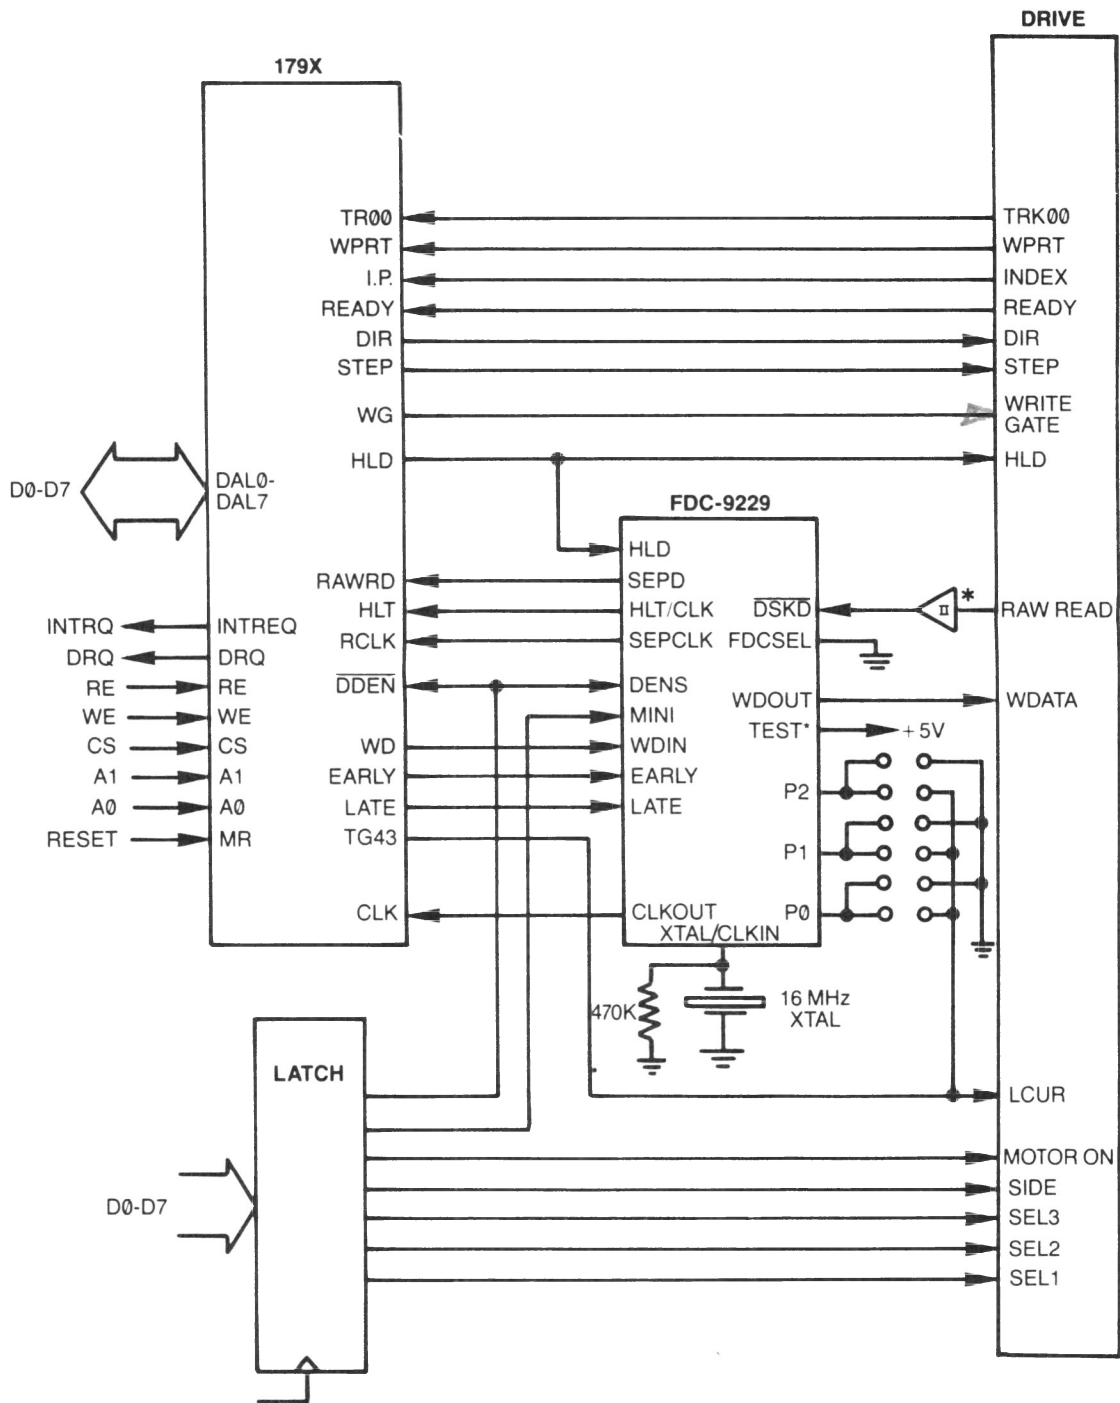 DRIVE
179X
TR00 TRK00
WPRT WPRT
I.P. INDEX
READY READY
DIR DIR
STEP STEP
WG WRITE
GATE
HLD HLD
D0-D7 DAL0-
DAL7
FDC-9229
HLD
RAWRD SEPD
HLT HLT/CLK DSKD * RAW READ
INTRQ INTREQ
RCLK SEPCLK FDCSEL
DRQ DRQ
RE RE DDEN DENS
WDOUT WDATA
WE WE MINI
TEST* +5V
CS CS WD WDIN
A1 A1 EARLY EARLY
P2
A0 A0 LATE LATE
RESET MR TG43
P1
CLK CLKOUT P0
XTAL/CLKIN
470K 16 MHz
XTAL
LATCH
LCUR
MOTOR ON
SIDE
D0-D7
SEL3
SEL2
SEL1